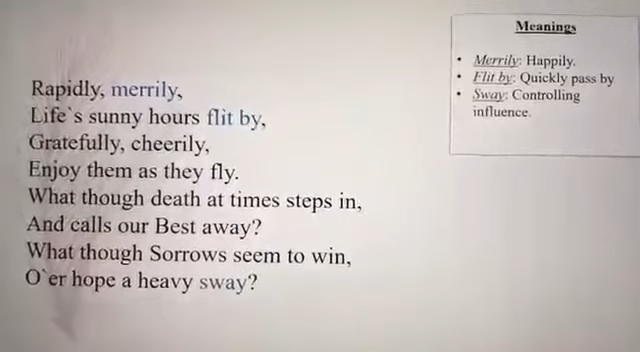 Rapidly, merrily,
Life`s sunny hours flit by,
Gratefully, cheerily,
Enjoy them as they fly.
What though death at times steps in,
And calls our Best away?
What though Sorrows seem to win,
O`er hope a heavy sway?
Meanings
• Merrily: Happily.
• Flit by: Quickly pass by
• Sway: Controlling
influence.